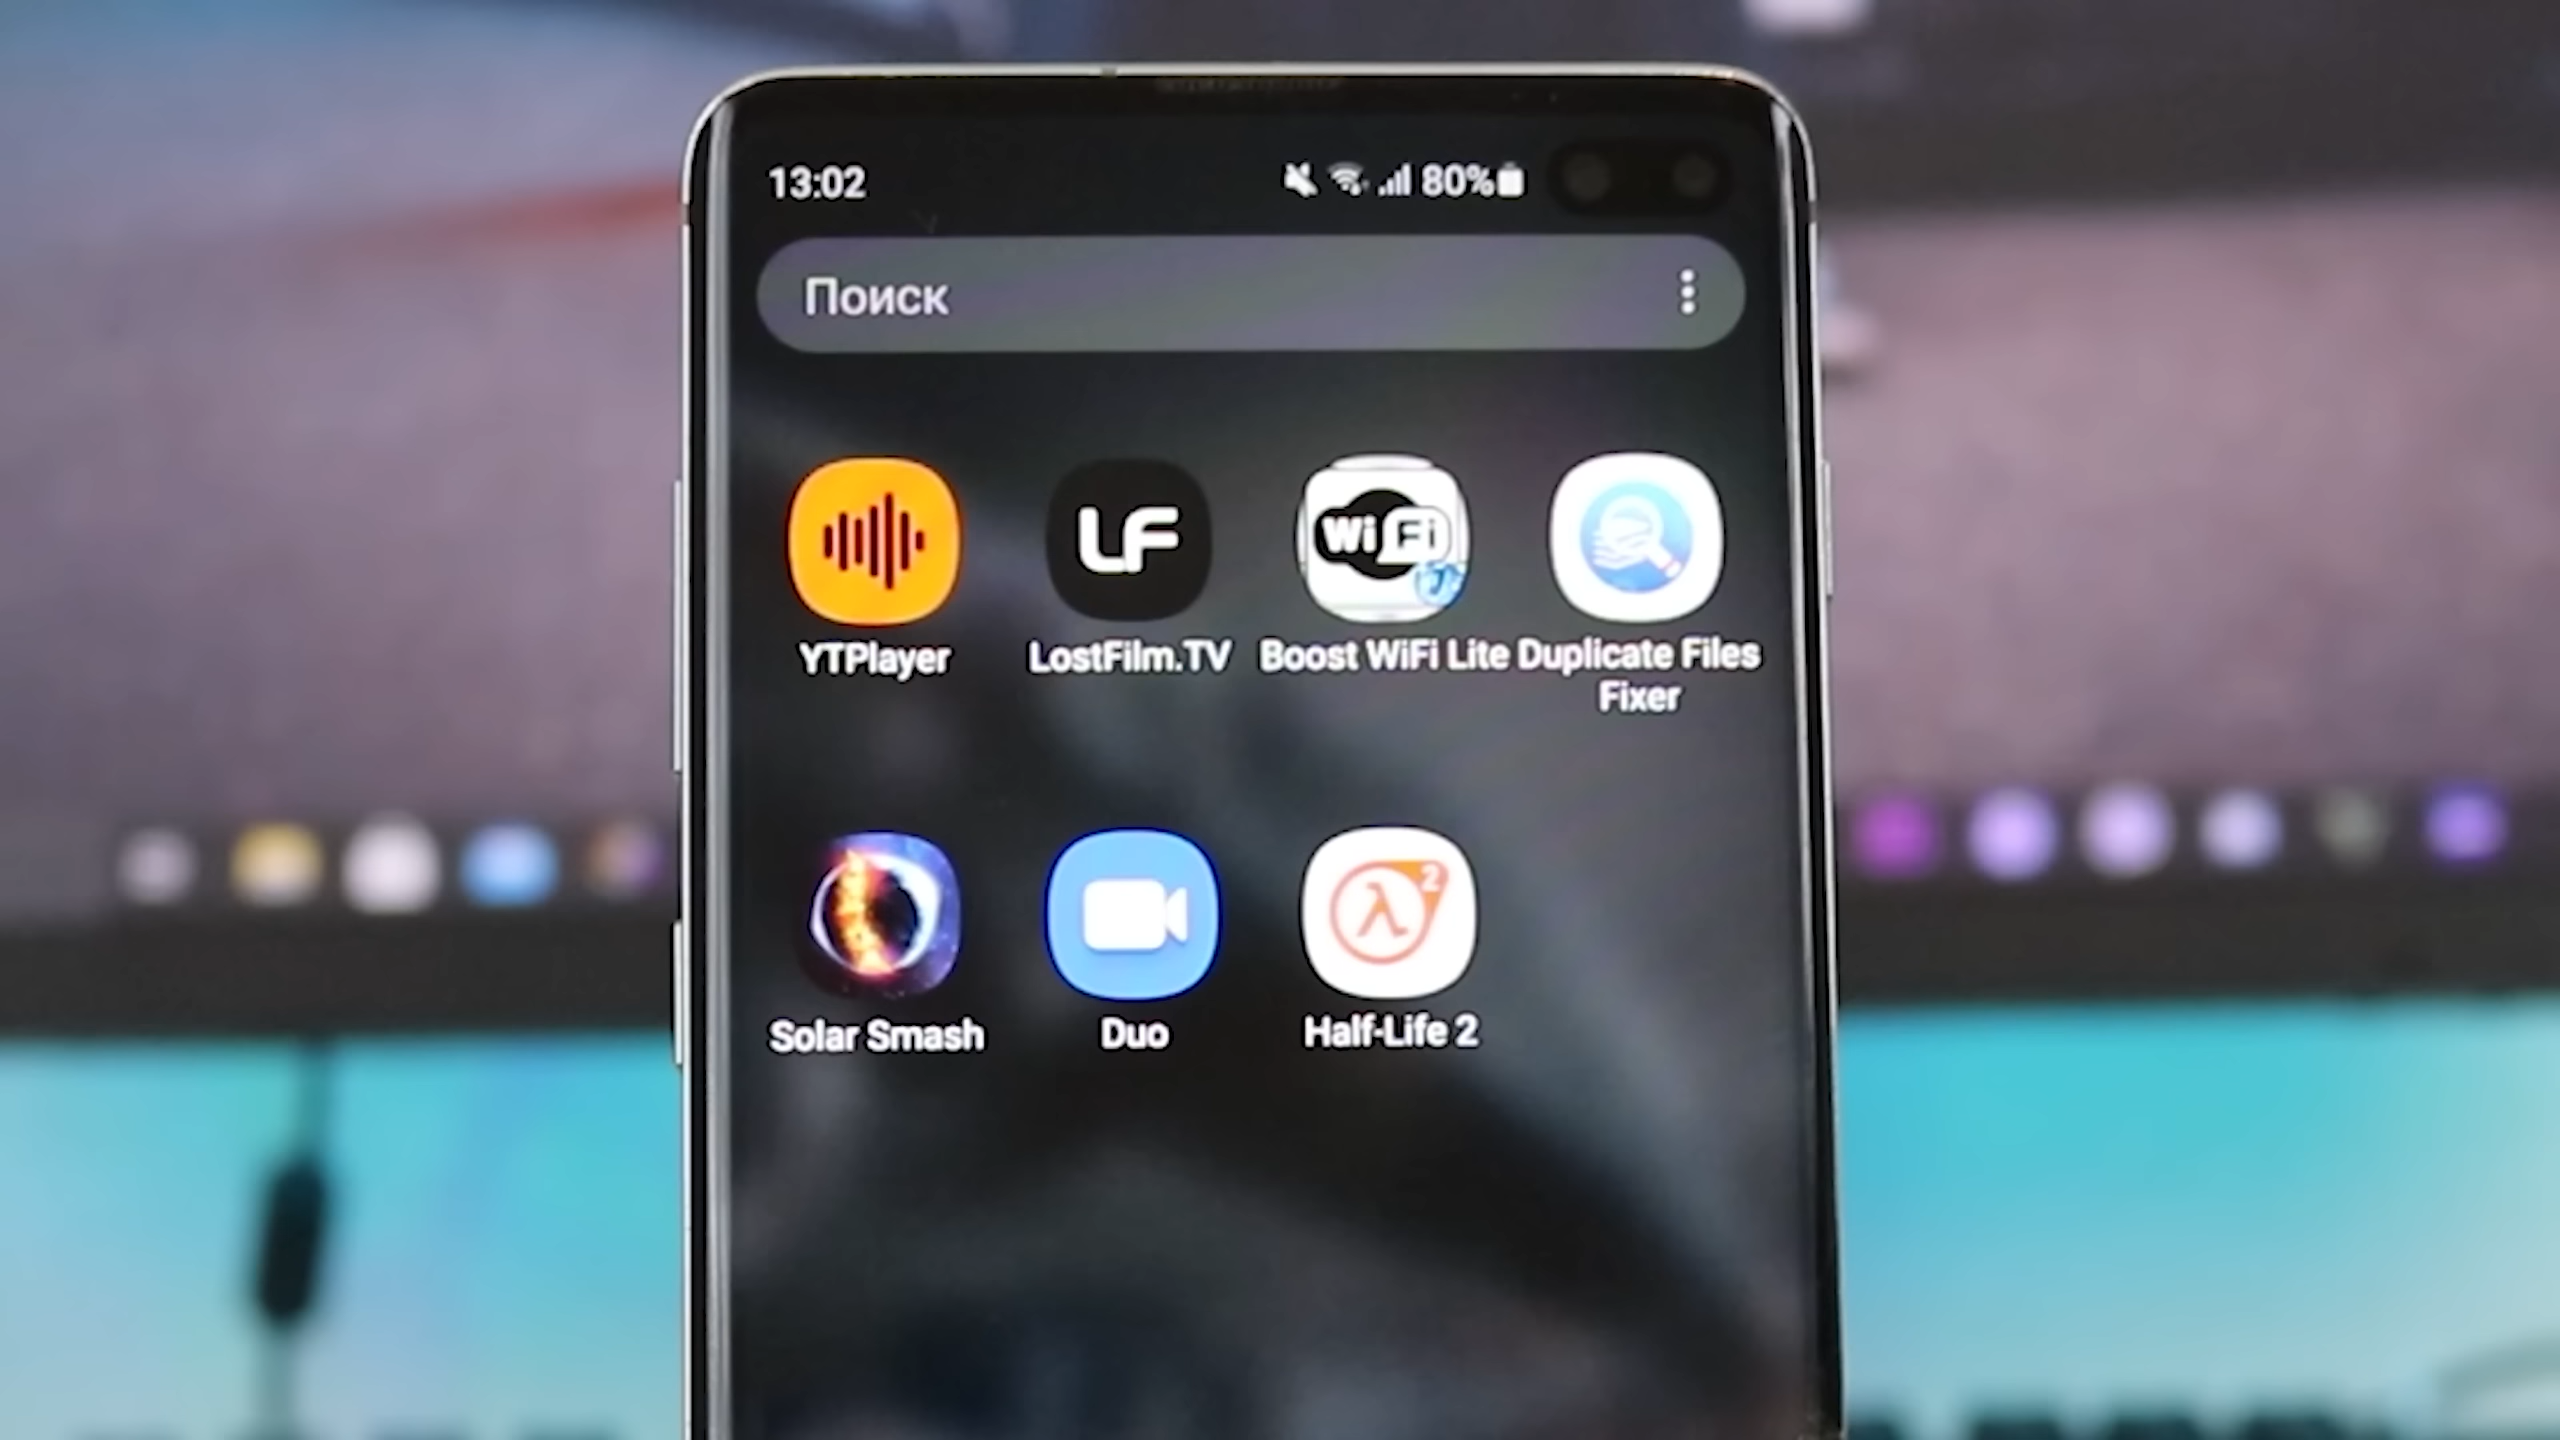 13:02 80%
Поиск
LF WiFi
YTPlayer LostFilm.TV Boost WiFi Lite Duplicate Files
Fixer
λ2
Solar Smash Duo Half-Life 2